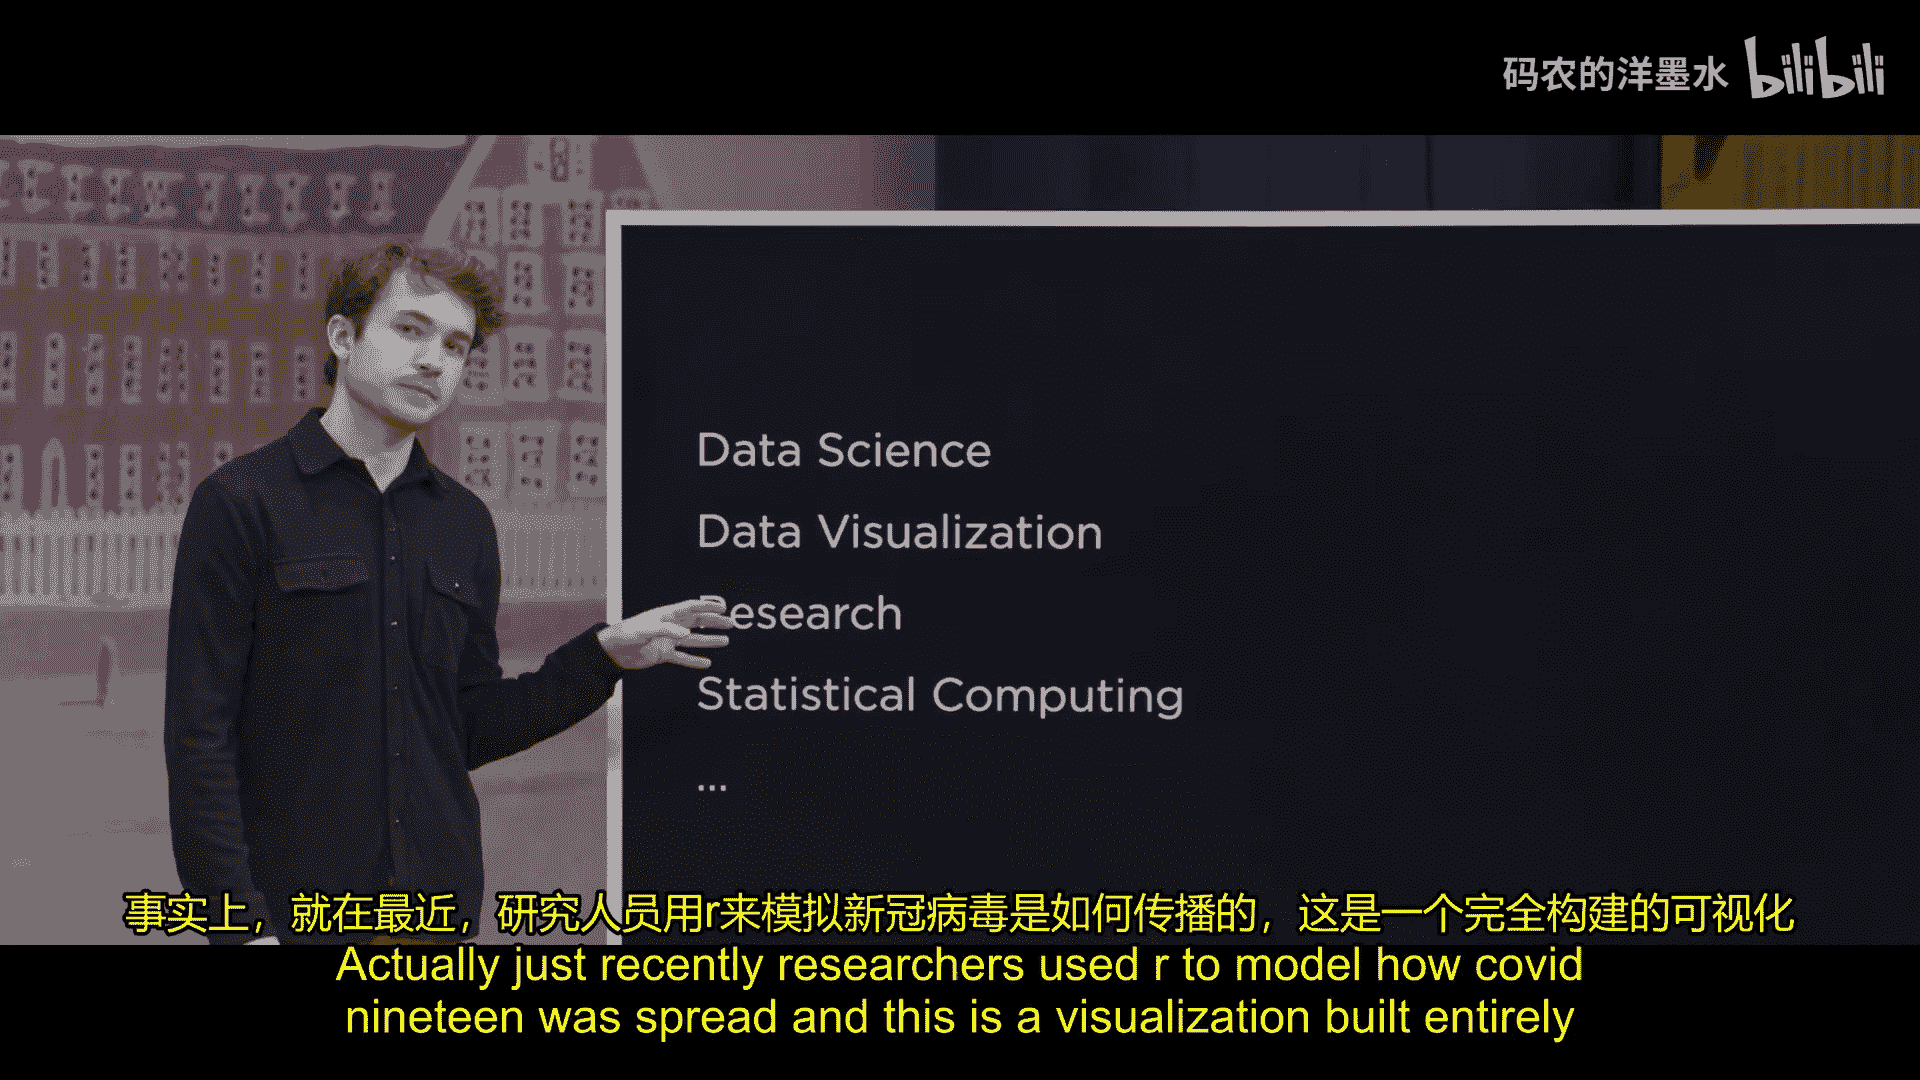 码农的洋墨水 bilibili
Data Science
Data Visualization
Research
Statistical Computing
...
事实上，就在最近，研究人员用r来模拟新冠病毒是如何传播的，这是一个完全构建的可视化
Actually just recently researchers used r to model how covid
nineteen was spread and this is a visualization built entirely